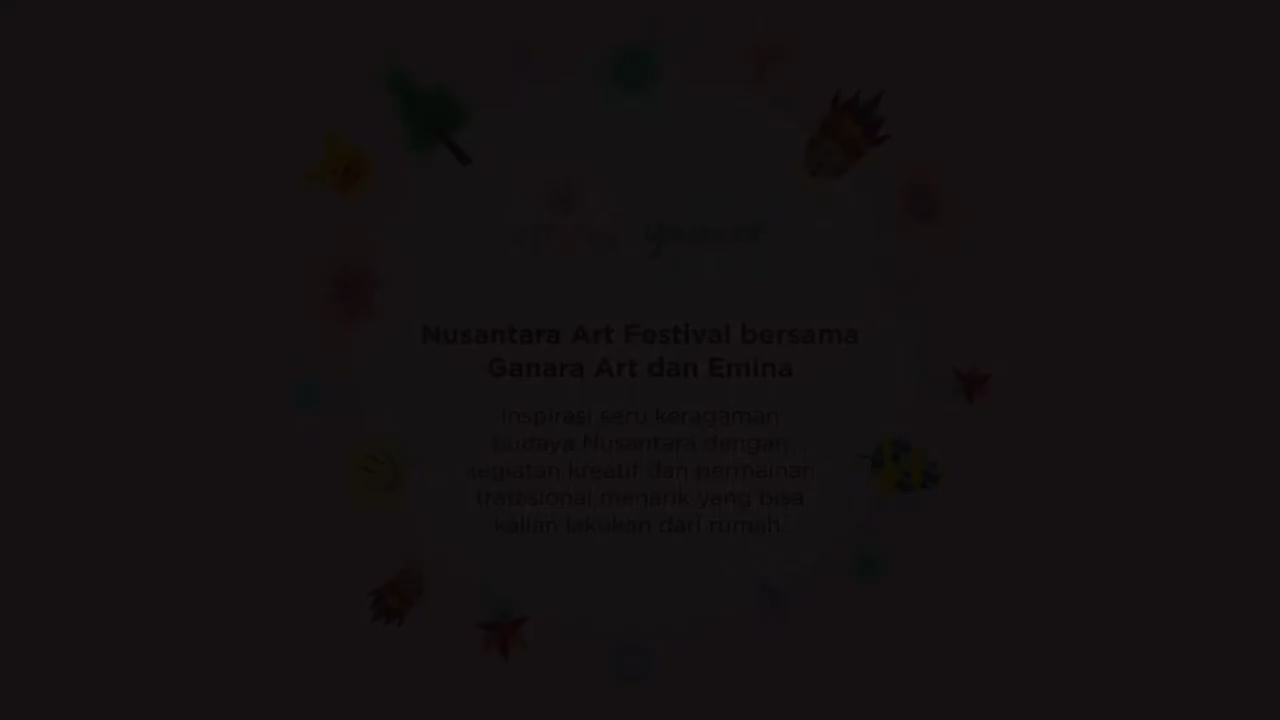 Nusantara Art Festival bersama
Ganara Art dan Emina
Inspirasi seru keragaman
budaya Nusantara dengan
kegiatan kreatif dan permainan
tradisional menarik yang bisa
kalian lakukan dari rumah.